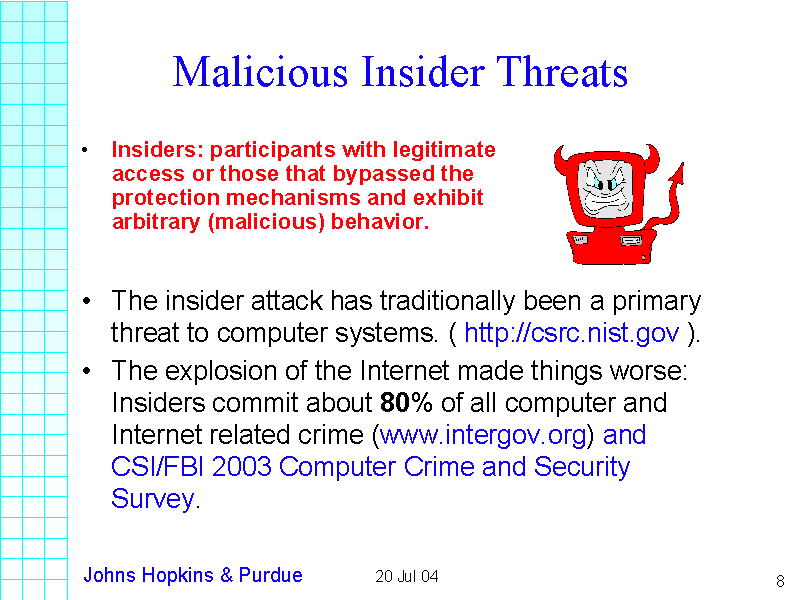 Malicious Insider Threats
• Insiders: participants with legitimate
access or those that bypassed the
protection mechanisms and exhibit
arbitrary (malicious) behavior.
• The insider attack has traditionally been a primary
threat to computer systems. ( http://csrc.nist.gov ).
• The explosion of the Internet made things worse:
Insiders commit about 80% of all computer and
Internet related crime (www.intergov.org) and
CSI/FBI 2003 Computer Crime and Security
Survey.
Johns Hopkins & Purdue 20 Jul 04 8